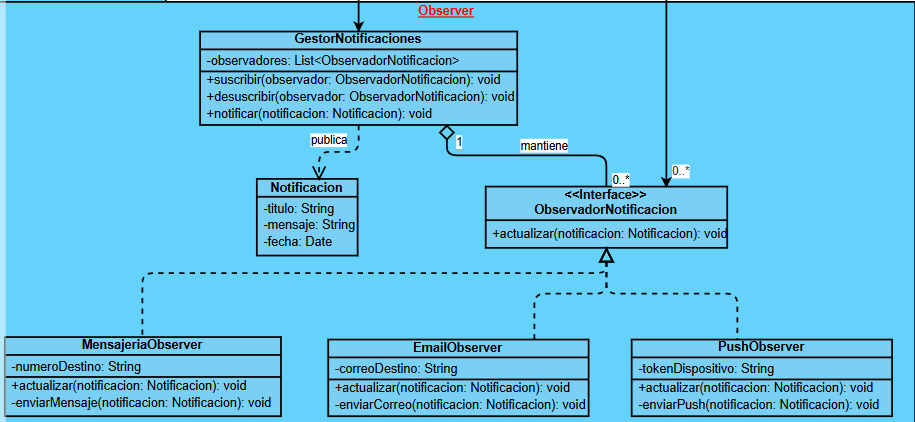 Observer
GestorNotificaciones
-observadores: List<ObservadorNotificacion>
+suscribir(observador: ObservadorNotificacion): void
+desuscribir(observador: ObservadorNotificacion): void
+notificar(notificacion: Notificacion): void
publica
1
mantiene
0..*
0..*
Notificacion
-titulo: String
-mensaje: String
-fecha: Date
<<Interface>>
ObservadorNotificacion
+actualizar(notificacion: Notificacion): void
MensajeriaObserver
-numeroDestino: String
+actualizar(notificacion: Notificacion): void
-enviarMensaje(notificacion: Notificacion): void
EmailObserver
-correoDestino: String
+actualizar(notificacion: Notificacion): void
-enviarCorreo(notificacion: Notificacion): void
PushObserver
-tokenDispositivo: String
+actualizar(notificacion: Notificacion): void
-enviarPush(notificacion: Notificacion): void